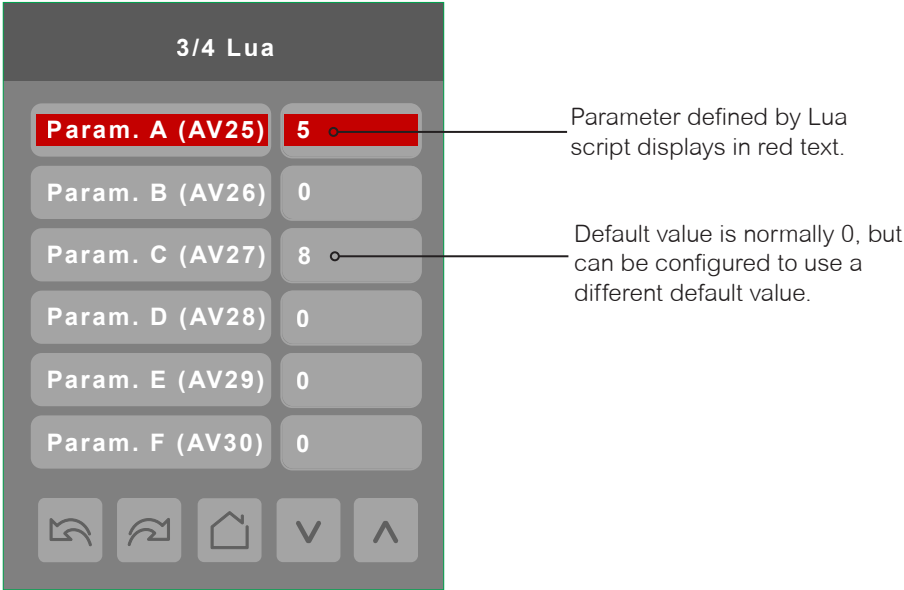 3/4 Lua
Param. A (AV25) 5
Parameter defined by Lua
script displays in red text.
Param. B (AV26) 0
Param. C (AV27) 8
Default value is normally 0, but
can be configured to use a
different default value.
Param. D (AV28) 0
Param. E (AV29) 0
Param. F (AV30) 0